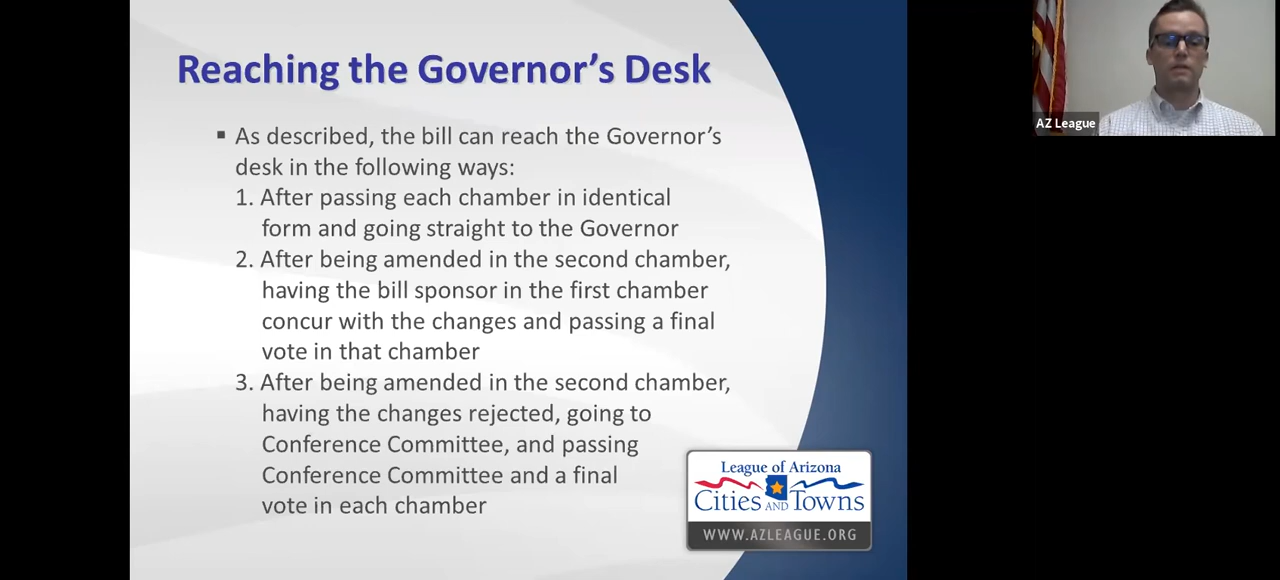 Reaching the Governor’s Desk
▪ As described, the bill can reach the Governor’s
desk in the following ways:
1. After passing each chamber in identical
form and going straight to the Governor
2. After being amended in the second chamber,
having the bill sponsor in the first chamber
concur with the changes and passing a final
vote in that chamber
3. After being amended in the second chamber,
having the changes rejected, going to
Conference Committee, and passing
Conference Committee and a final
vote in each chamber
League of Arizona
Cities AND Towns
WWW.AZLEAGUE.ORG
AZ League